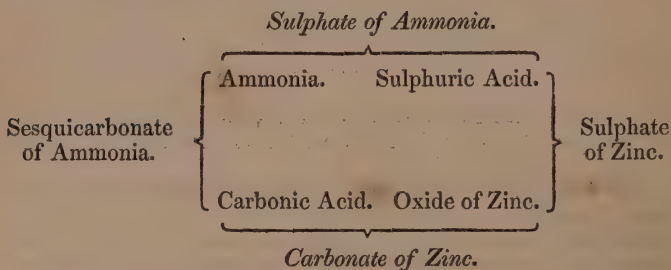 Sulphate of Ammonia.
Ammonia. Sulphuric Acid.
Sesquicarbonate
of Ammonia.
Sulphate
of Zinc.
Carbonic Acid. Oxide of Zinc.
Carbonate of Zinc.